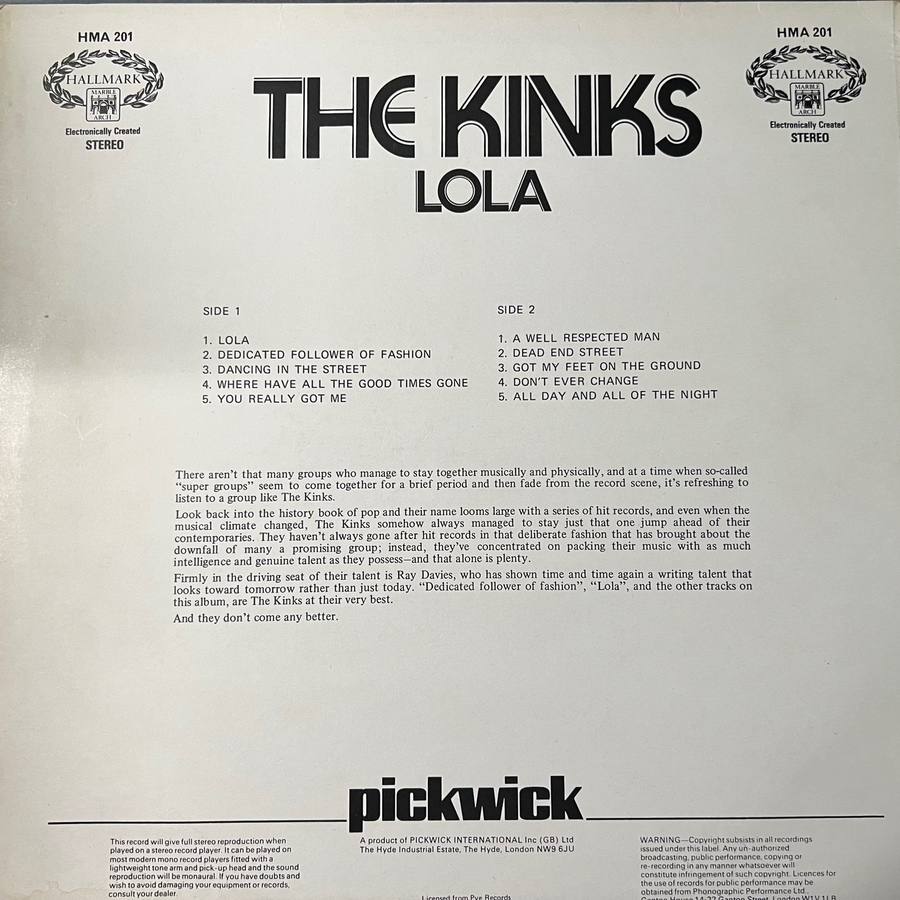 HMA 201
HALLMARK
MARBLE
ARCH
Electronically Created
STEREO
THE KINKS
LOLA
HMA 201
HALLMARK
MARBLE
ARCH
Electronically Created
STEREO
SIDE 1
1. LOLA
2. DEDICATED FOLLOWER OF FASHION
3. DANCING IN THE STREET
4. WHERE HAVE ALL THE GOOD TIMES GONE
5. YOU REALLY GOT ME
SIDE 2
1. A WELL RESPECTED MAN
2. DEAD END STREET
3. GOT MY FEET ON THE GROUND
4. DON'T EVER CHANGE
5. ALL DAY AND ALL OF THE NIGHT
There aren't that many groups who manage to stay together musically and physically, and at a time when so-called
“super groups” seem to come together for a brief period and then fade from the record scene, it's refreshing to
listen to a group like The Kinks.
Look back into the history book of pop and their name looms large with a series of hit records, and even when the
musical climate changed, The Kinks somehow always managed to stay just that one jump ahead of their
contemporaries. They haven't always gone after hit records in that deliberate fashion that has brought about the
downfall of many a promising group; instead, they've concentrated on packing their music with as much
intelligence and genuine talent as they possess—and that alone is plenty.
Firmly in the driving seat of their talent is Ray Davies, who has shown time and time again a writing talent that
looks toward tomorrow rather than just today. “Dedicated follower of fashion”, “Lola”, and the other tracks on
this album, are The Kinks at their very best.
And they don't come any better.
pickwick
This record will give full stereo reproduction when
played on a stereo record player. It can be played on
most modern mono record players fitted with a
lightweight tone arm and pick-up head and the sound
reproduction will be monaural. If you have doubts and
wish to avoid damaging your equipment or records,
consult your dealer.
A product of PICKWICK INTERNATIONAL Inc (GB) Ltd
The Hyde Industrial Estate, The Hyde, London NW9 6JU
Licensed from Pye Records
WARNING—Copyright subsists in all recordings
issued under this label. Any un-authorized
broadcasting, public performance, copying or
re-recording in any manner whatsoever will
constitute infringement of such copyright. Licences for
the use of records for public performance may be
obtained from Phonographic Performance Ltd.,
Ganton House 14-22 Ganton Street, London W1V 1LB